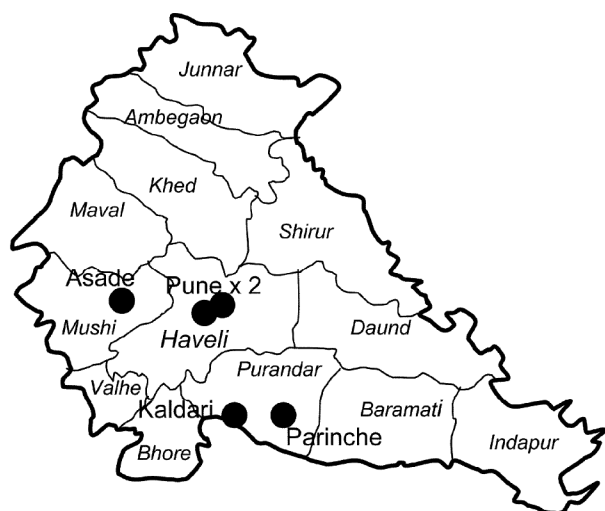 Junnar
Ambegaon
Khed
Maval
Shirur
Asade
Pune x 2
Mushi
Haveli
Daund
Valhe
Purandar
Kaldari
Baramati
Parinche
Indapur
Bhore